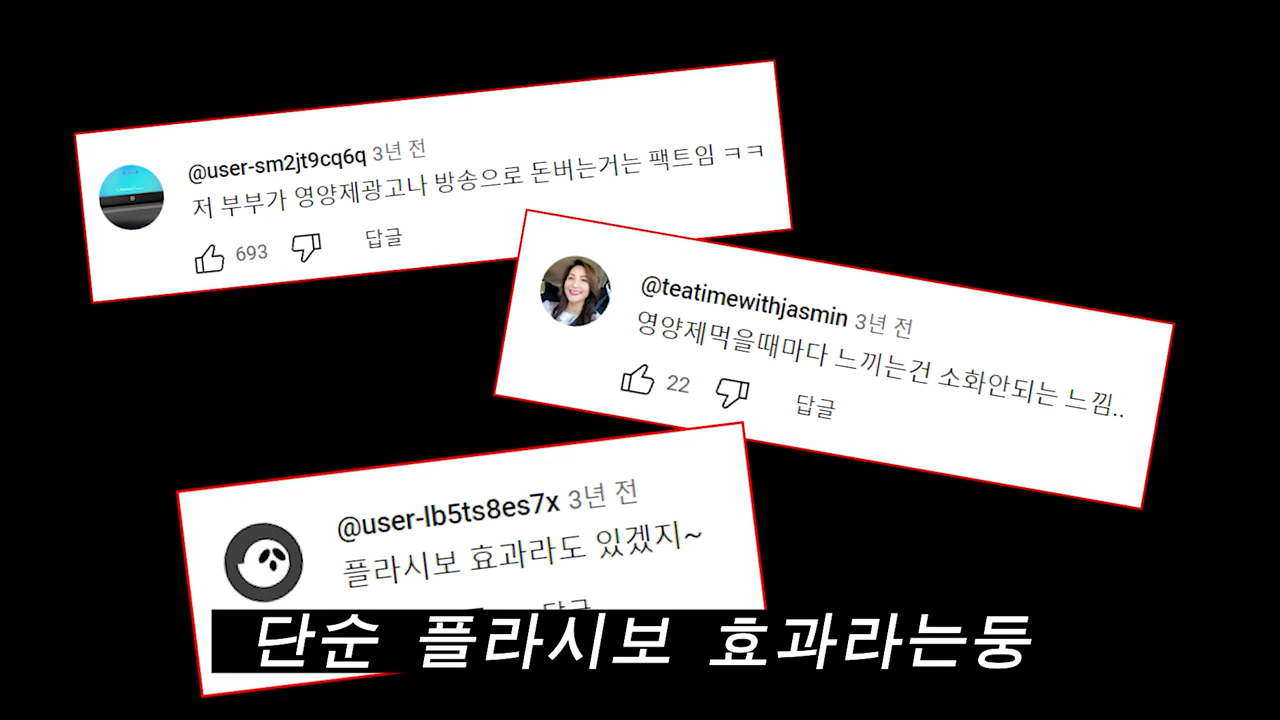 @user-sm2jt9cq6q 3년 전
저 부부가 영양제광고나 방송으로 돈버는거는 팩트임 ㅋㅋ
693 답글
@teatimewithjasmin 3년 전
영양제먹을때마다 느끼는건 소화안되는 느낌..
22 답글
@user-lb5ts8es7x 3년 전
플라시보 효과라도 있겠지~
답글
단순 플라시보 효과라는둥